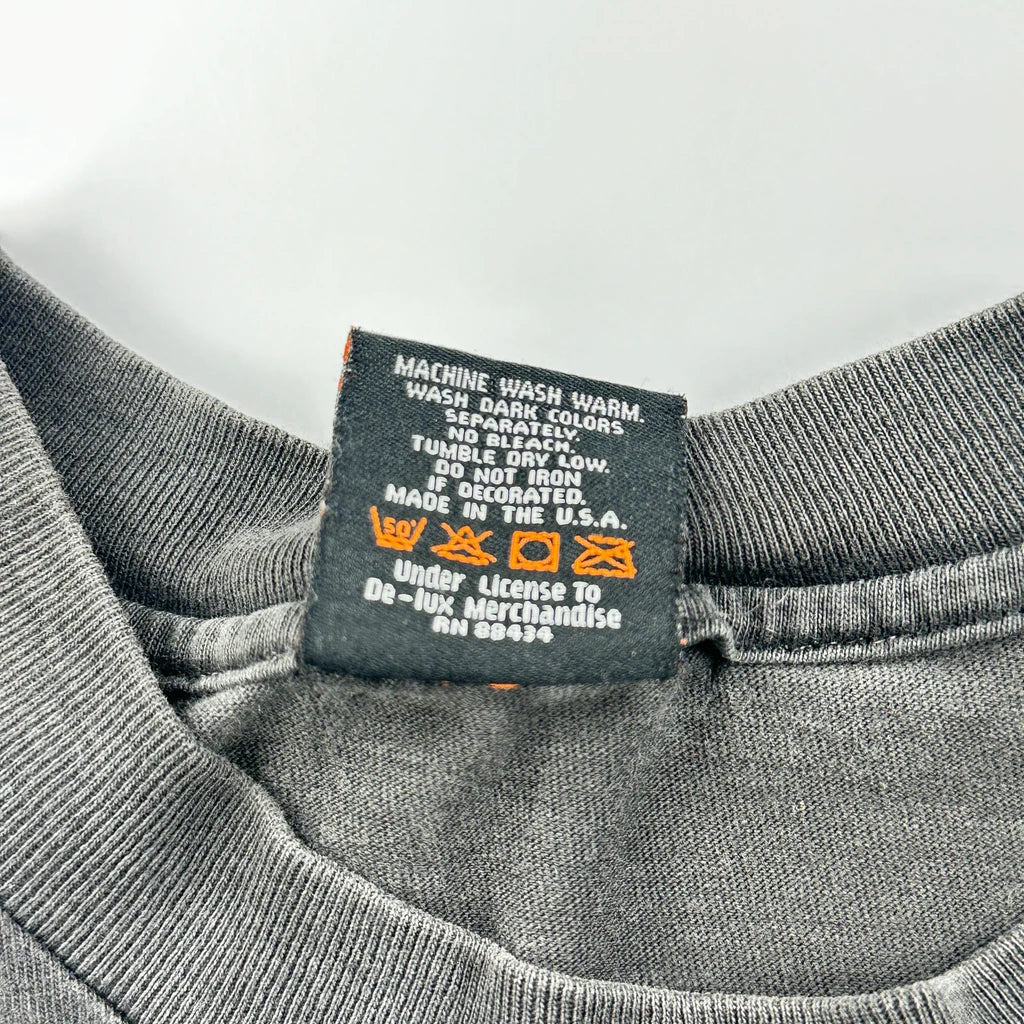 MACHINE WASH WARM.
WASH DARK COLORS
SEPARATELY.
NO BLEACH.
TUMBLE DRY LOW.
DO NOT IRON
IF DECORATED.
MADE IN THE U.S.A.
50°
Under License To
De-lux Merchandise
RN 88434